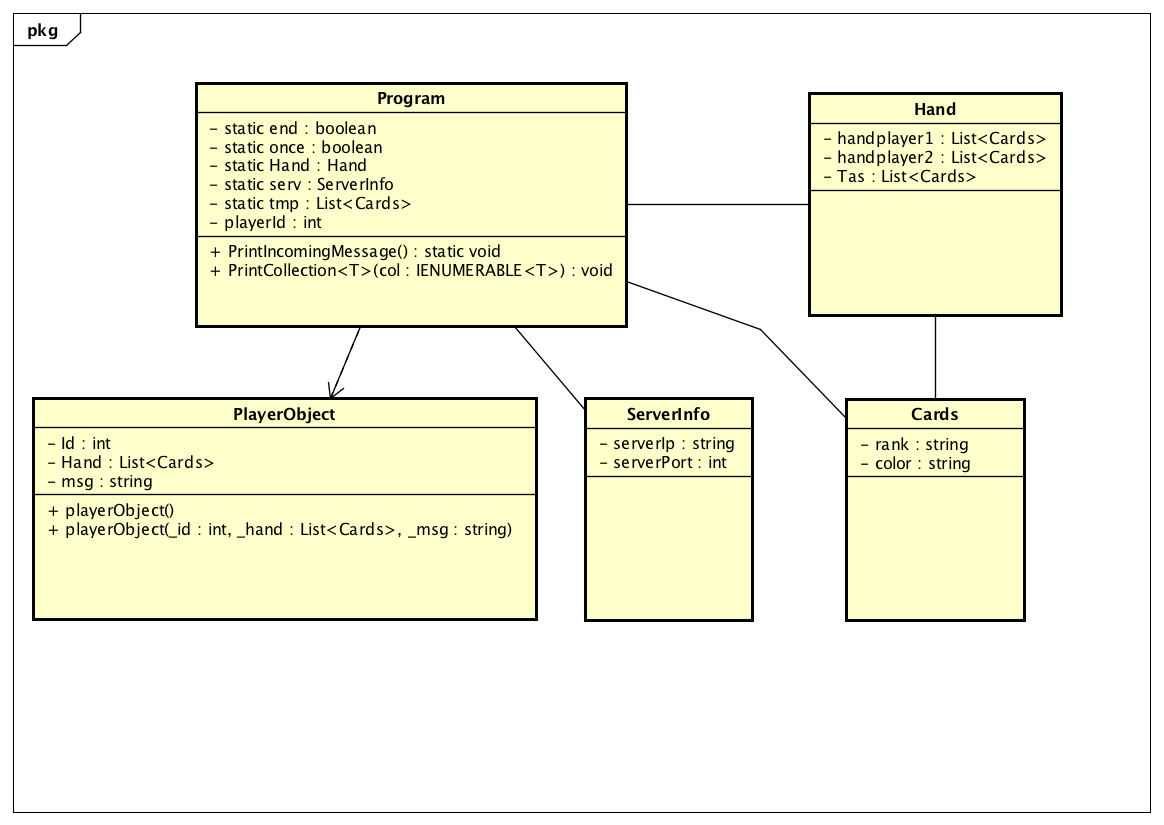 pkg
Program
- static end : boolean
- static once : boolean
- static Hand : Hand
- static serv : ServerInfo
- static tmp : List<Cards>
- playerId : int
+ PrintIncomingMessage() : static void
+ PrintCollection<T>(col : IENUMERABLE<T>) : void
Hand
- handplayer1 : List<Cards>
- handplayer2 : List<Cards>
- Tas : List<Cards>
PlayerObject
- Id : int
- Hand : List<Cards>
- msg : string
+ playerObject()
+ playerObject(_id : int, _hand : List<Cards>, _msg : string)
ServerInfo
- serverIp : string
- serverPort : int
Cards
- rank : string
- color : string